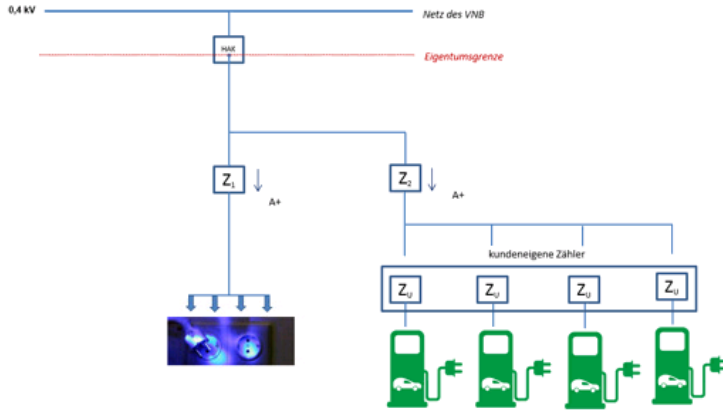 0,4 kV
Netz des VNB
HAK
Eigentumsgrenze
Z₁
A+
Z₂
A+
kundeneigene Zähler
Zᵤ Zᵤ Zᵤ Zᵤ